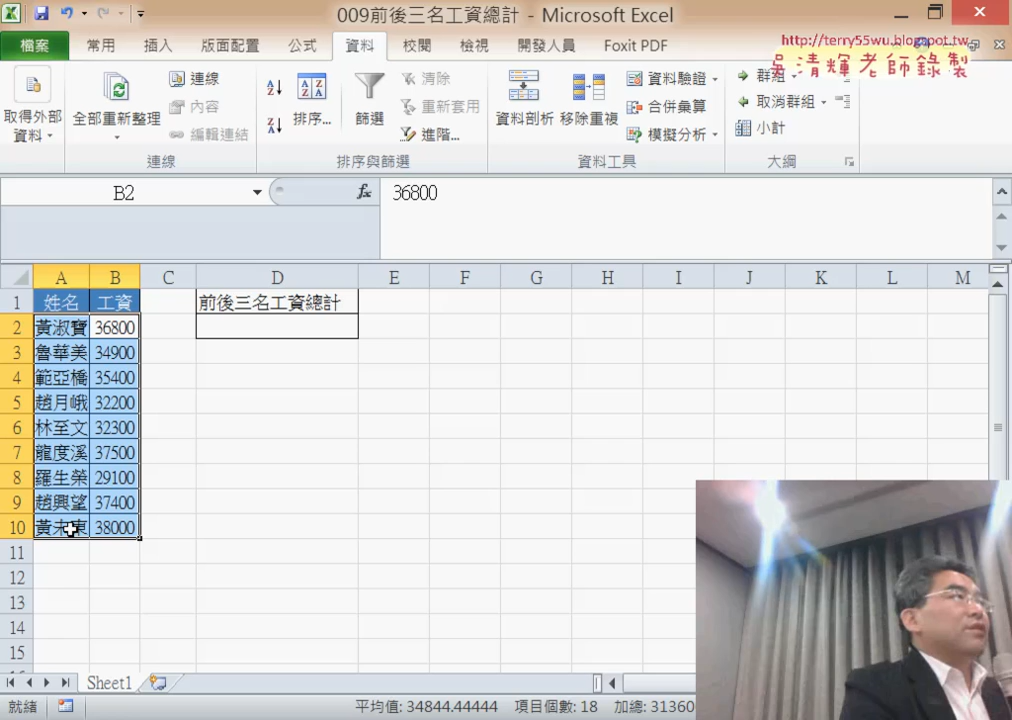 009前後三名工資總計 - Microsoft Excel
檔案 常用 插入 版面配置 公式 資料 校閱 檢視 開發人員 Foxit PDF
http://terry55wu.blogspot.tw
吳清輝老師錄製
取得外部資料 全部重新整理 連線 內容 編輯連結 排序... 篩選 清除 重新套用 進階... 資料剖析 移除重複 資料驗證 合併彙算 模擬分析 群組 取消群組 小計
連線 排序與篩選 資料工具 大綱
B2 fx 36800
A B C D E F G H I J K L M
1 姓名 工資 前後三名工資總計
2 黃淑寶 36800
3 魯華美 34900
4 範亞橋 35400
5 趙月峨 32200
6 林至文 32300
7 龍度溪 37500
8 羅生榮 29100
9 趙興望 37400
10 黃未東 38000
11
12
13
14
15
Sheet1
就緒 平均值: 34844.44444 項目個數: 18 加總: 31360